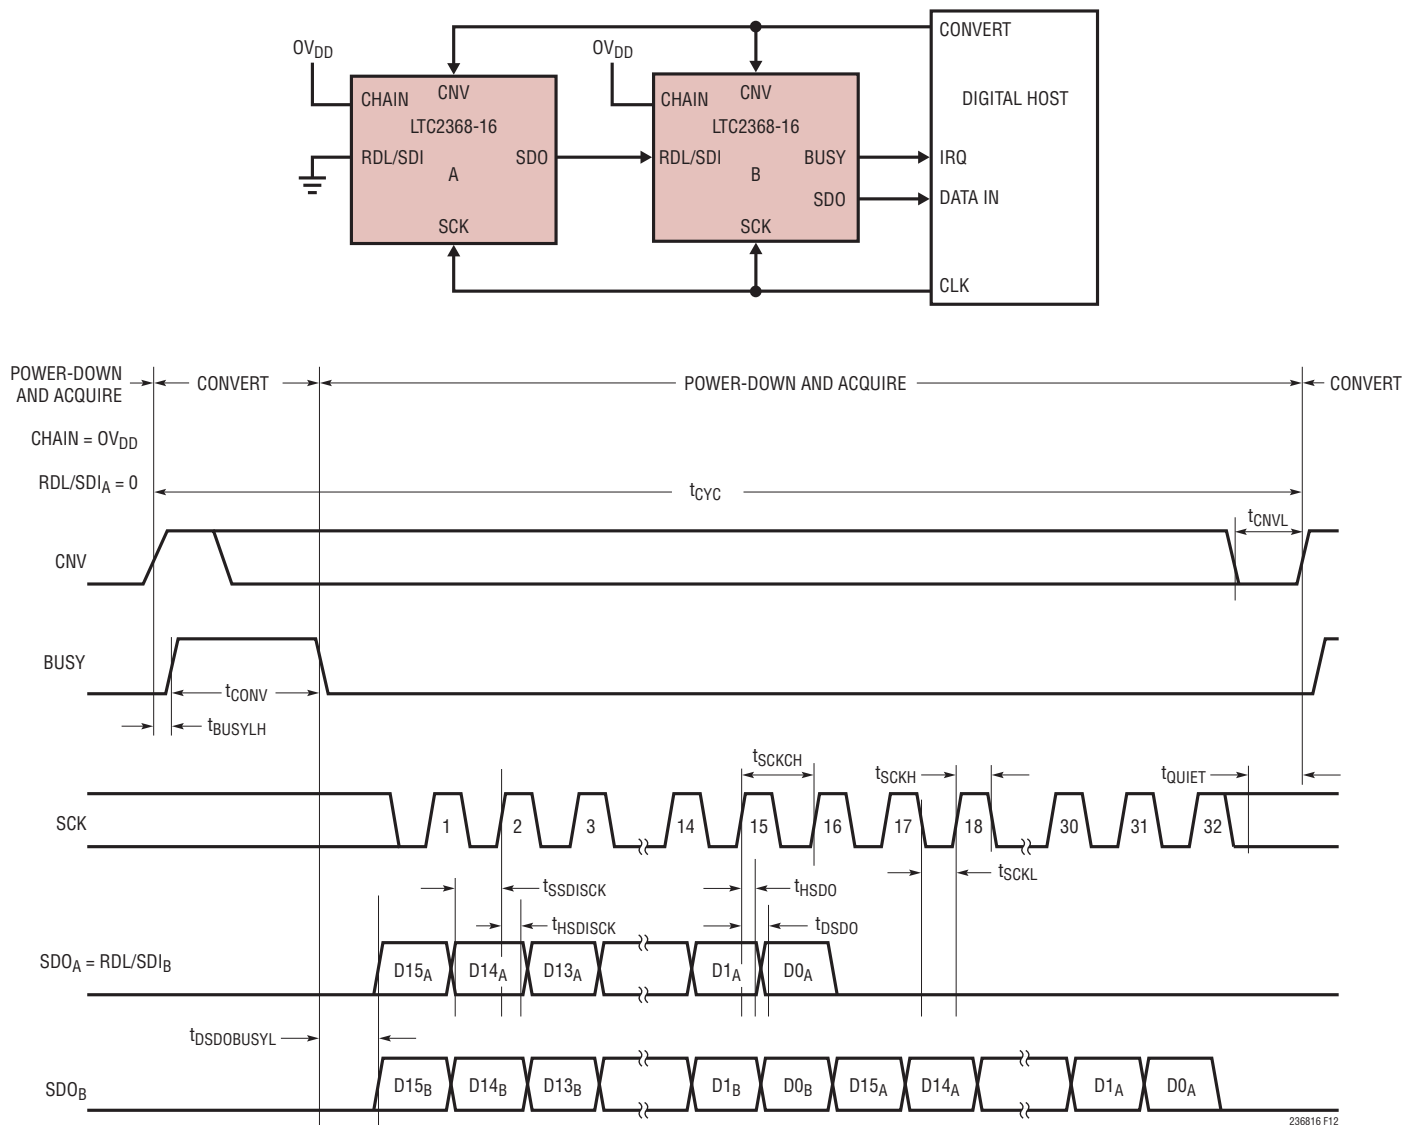 CONVERT
OVDD
OVDD
CNV
CNV
CHAIN
CHAIN
DIGITAL HOST
LTC2368-16
LTC2368-16
RDL/SDI
SDO
RDL/SDI
BUSY
IRQ
A
B
SDO
DATA IN
SCK
SCK
CLK
POWER-DOWN
AND ACQUIRE
CONVERT
POWER-DOWN AND ACQUIRE
CONVERT
CHAIN = OVDD
RDL/SDIA = 0
tCYC
tCNVL
CNV
BUSY
tCONV
tBUSYLH
tSCKCH
tSCKH
tQUIET
SCK
1 2 3 14 15 16 17 18 30 31 32
tSSDISCK
tHSDO
tSCKL
tHSDISCK
tDSDO
SDOA = RDL/SDIB
D15A D14A D13A D1A D0A
tDSDOBUSYL
SDOB
D15B D14B D13B D1B D0B D15A D14A D1A D0A
236816 F12